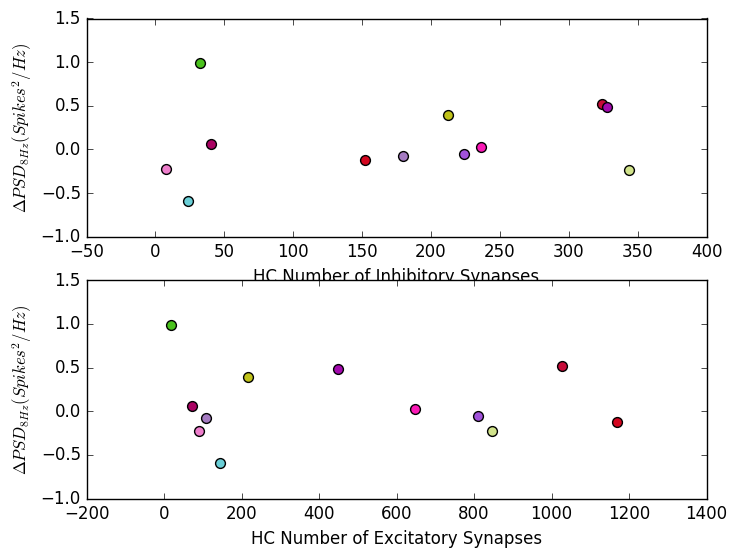 1.5
1.0
0.5
0.0
−0.5
−1.0
ΔPSD8Hz(Spikes²/Hz)
−50 0 50 100 150 200 250 300 350 400
HC Number of Inhibitory Synapses
1.5
1.0
0.5
0.0
−0.5
−1.0
ΔPSD8Hz(Spikes²/Hz)
−200 0 200 400 600 800 1000 1200 1400
HC Number of Excitatory Synapses